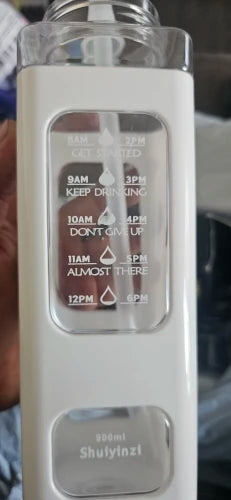 8AM 2PM
GET STARTED
9AM 3PM
KEEP DRINKING
10AM 4PM
DON'T GIVE UP
11AM 5PM
ALMOST THERE
12PM 6PM
900ml
Shuiyinzi